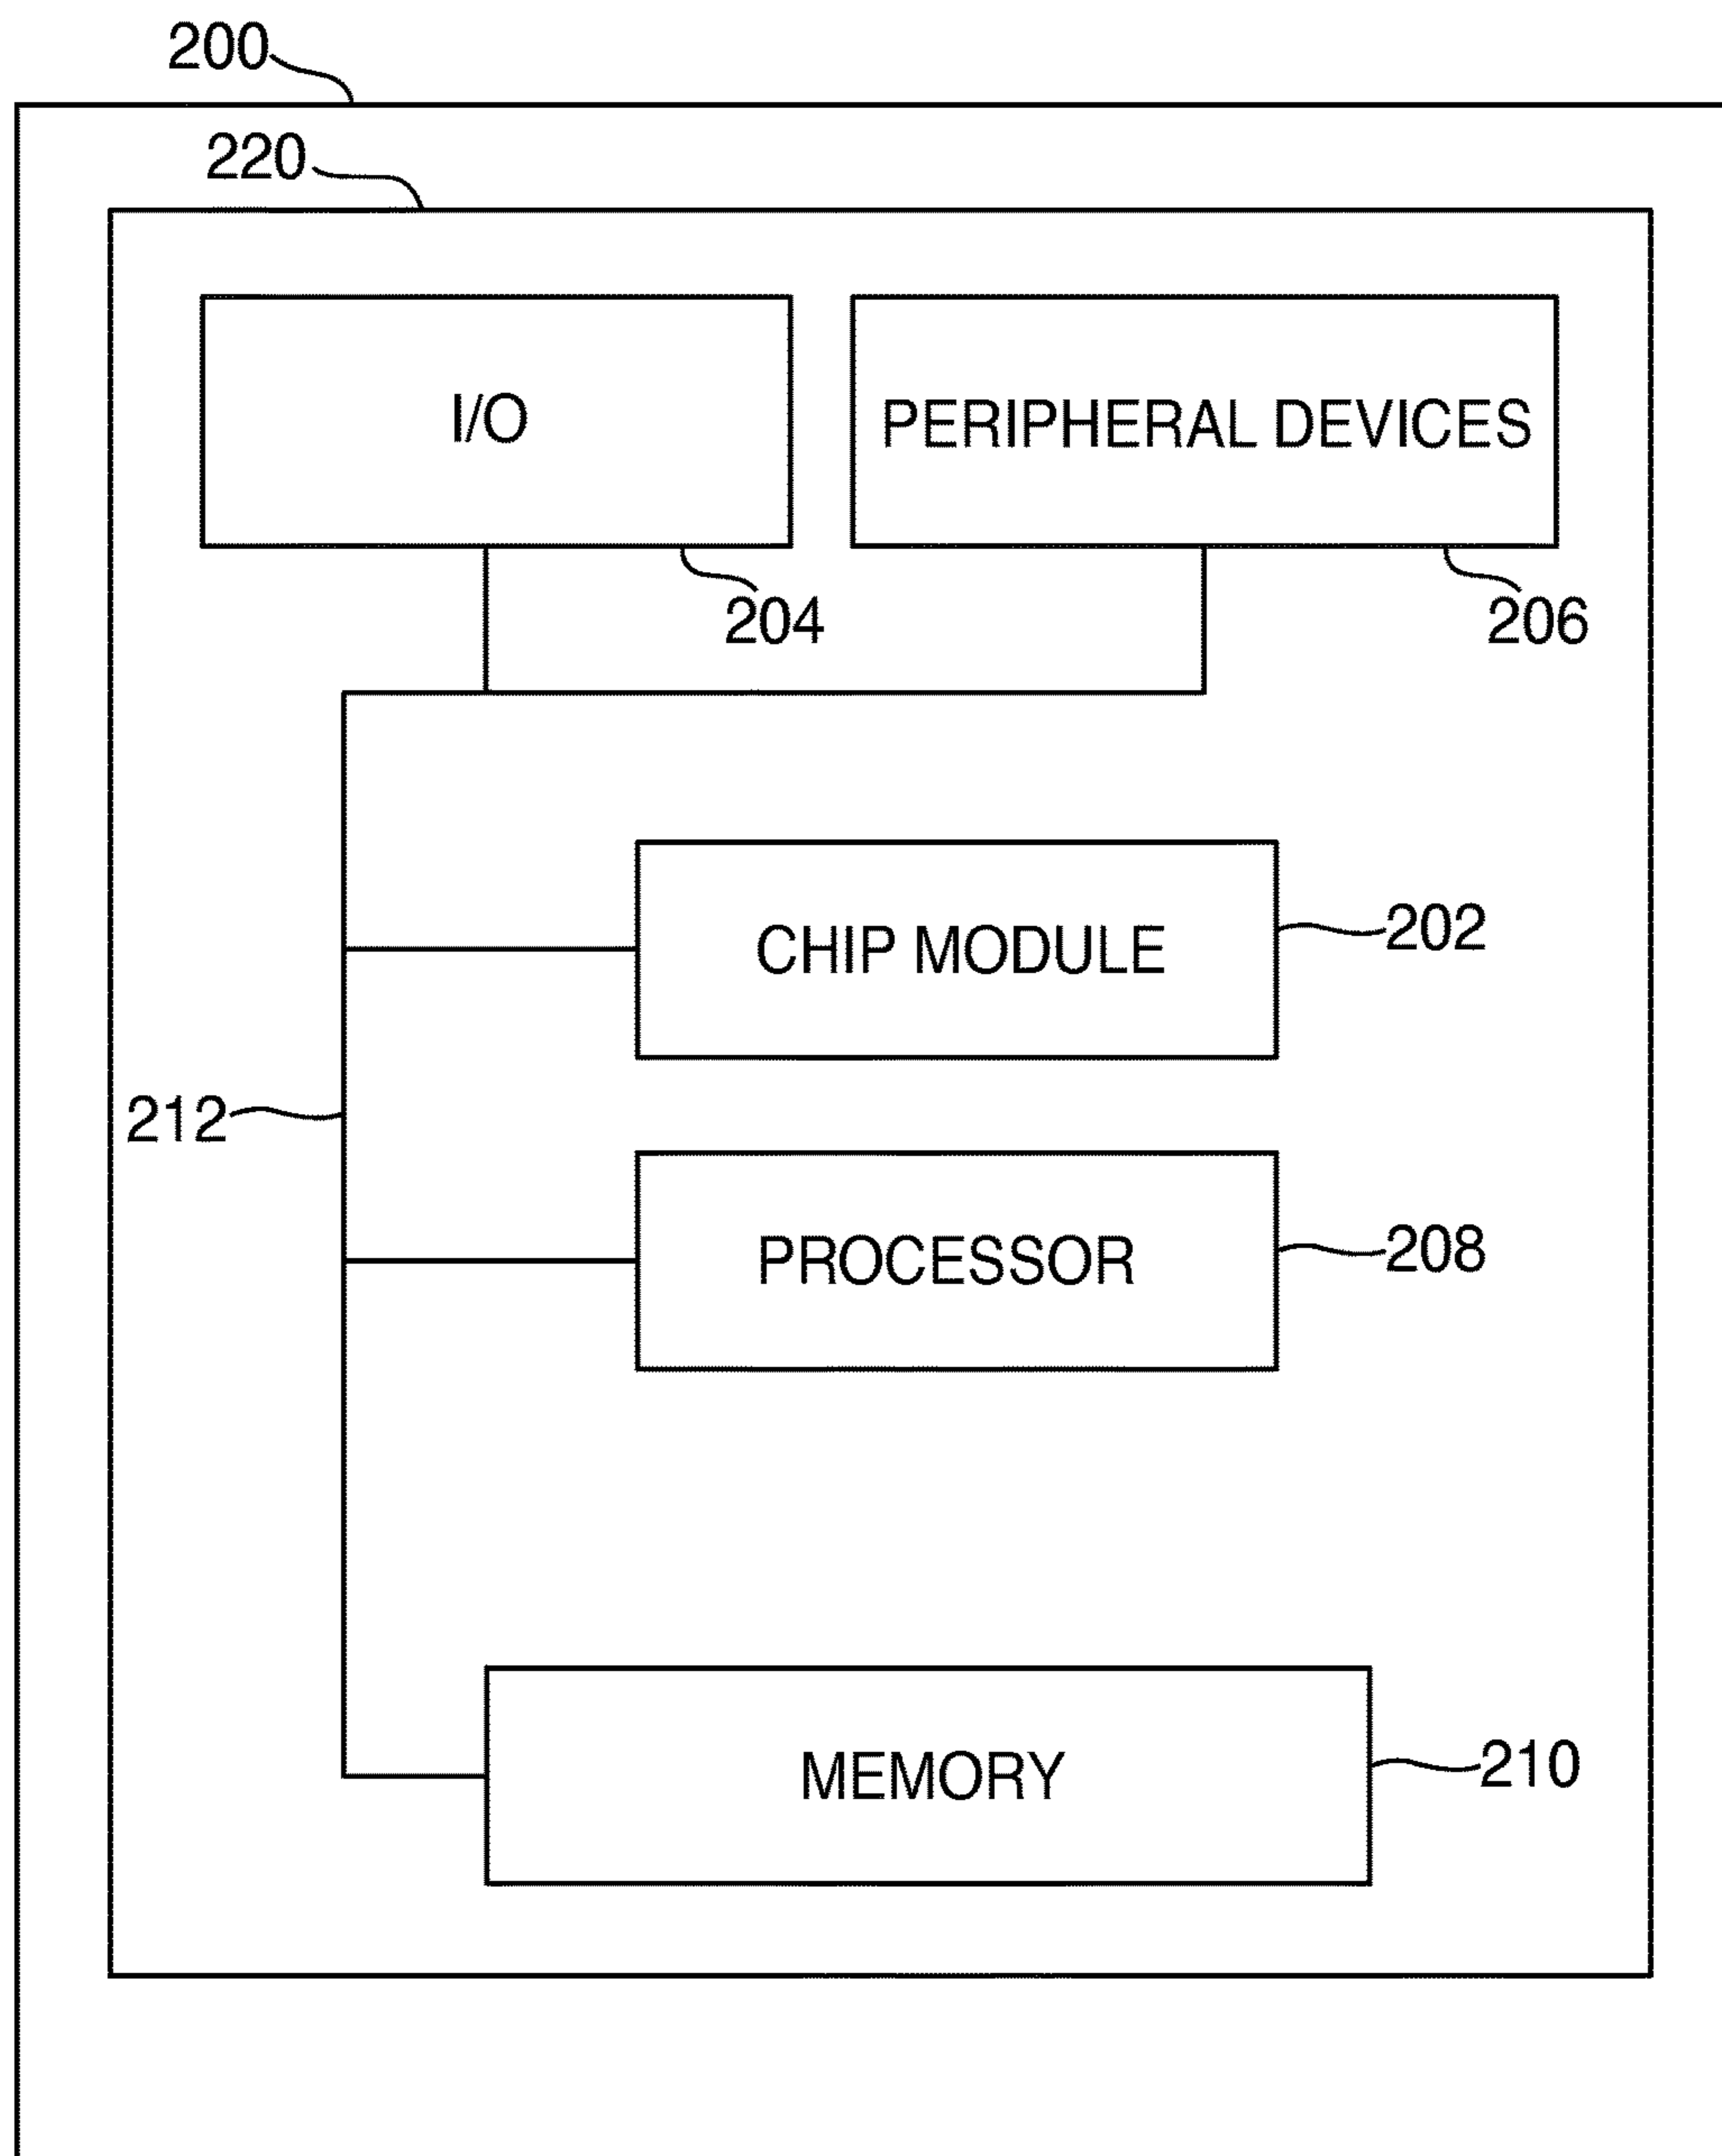 200
220
I/O
PERIPHERAL DEVICES
204
206
CHIP MODULE
202
212
PROCESSOR
208
MEMORY
210